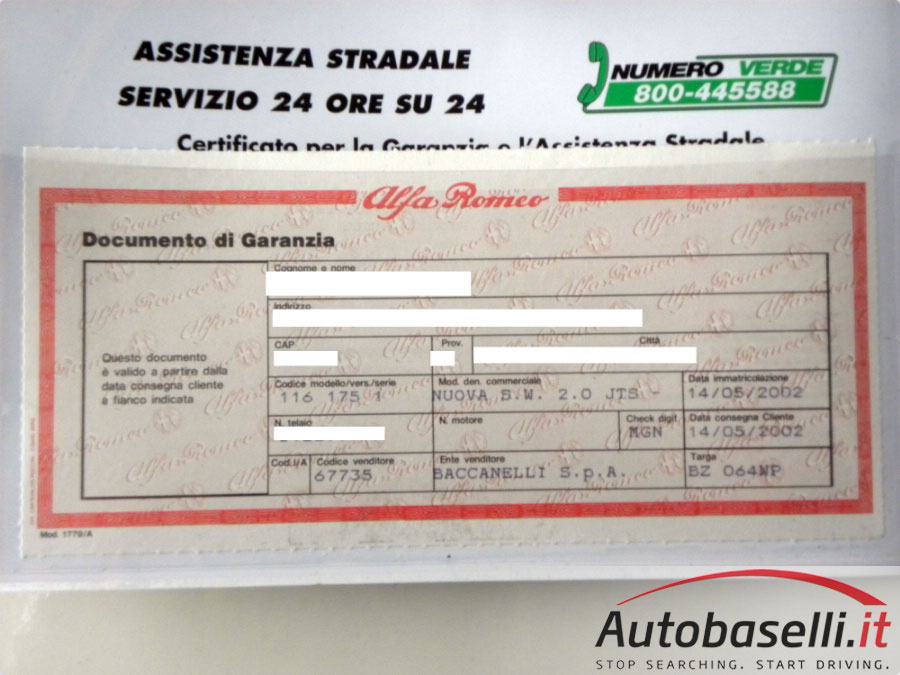 ASSISTENZA STRADALE
SERVIZIO 24 ORE SU 24
NUMERO VERDE
800-445588
Certificato per la Garanzia e l'Assistenza Stradale
Alfa Romeo
Documento di Garanzia
Cognome e nome
Indirizzo
CAP Prov. Città
Questo documento
è valido a partire dalla
data consegna cliente
a fianco indicata
Codice modello/vers./serie Mod. den. commerciale Data immatricolazione
116 175 1 NUOVA S.W. 2.0 JTS 14/05/2002
N. telaio N. motore Check digit Data consegna Cliente
MGN 14/05/2002
Cod.I/A Codice venditore Ente venditore Targa
67735 BACCANELLI S.p.A. BZ 064WP
Mod. 1779/A
Autobaselli.it
STOP SEARCHING. START DRIVING.